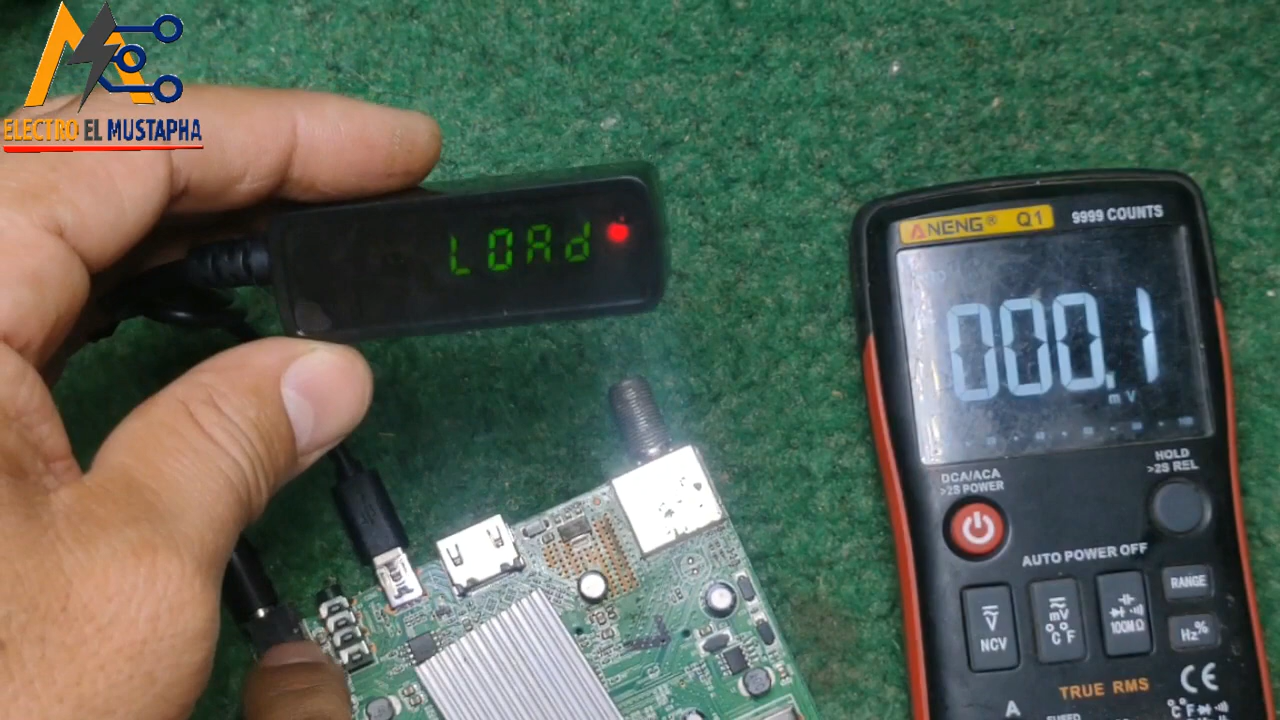 ELECTRO EL MUSTAPHA
LOAd
ANENG® Q1
9999 COUNTS
000.1
mV
DCA/ACA
>2S POWER
HOLD
>2S REL
AUTO POWER OFF
V
NCV
mV
°C °F
100MΩ
RANGE
Hz%
TRUE RMS
CE
A
°C°F